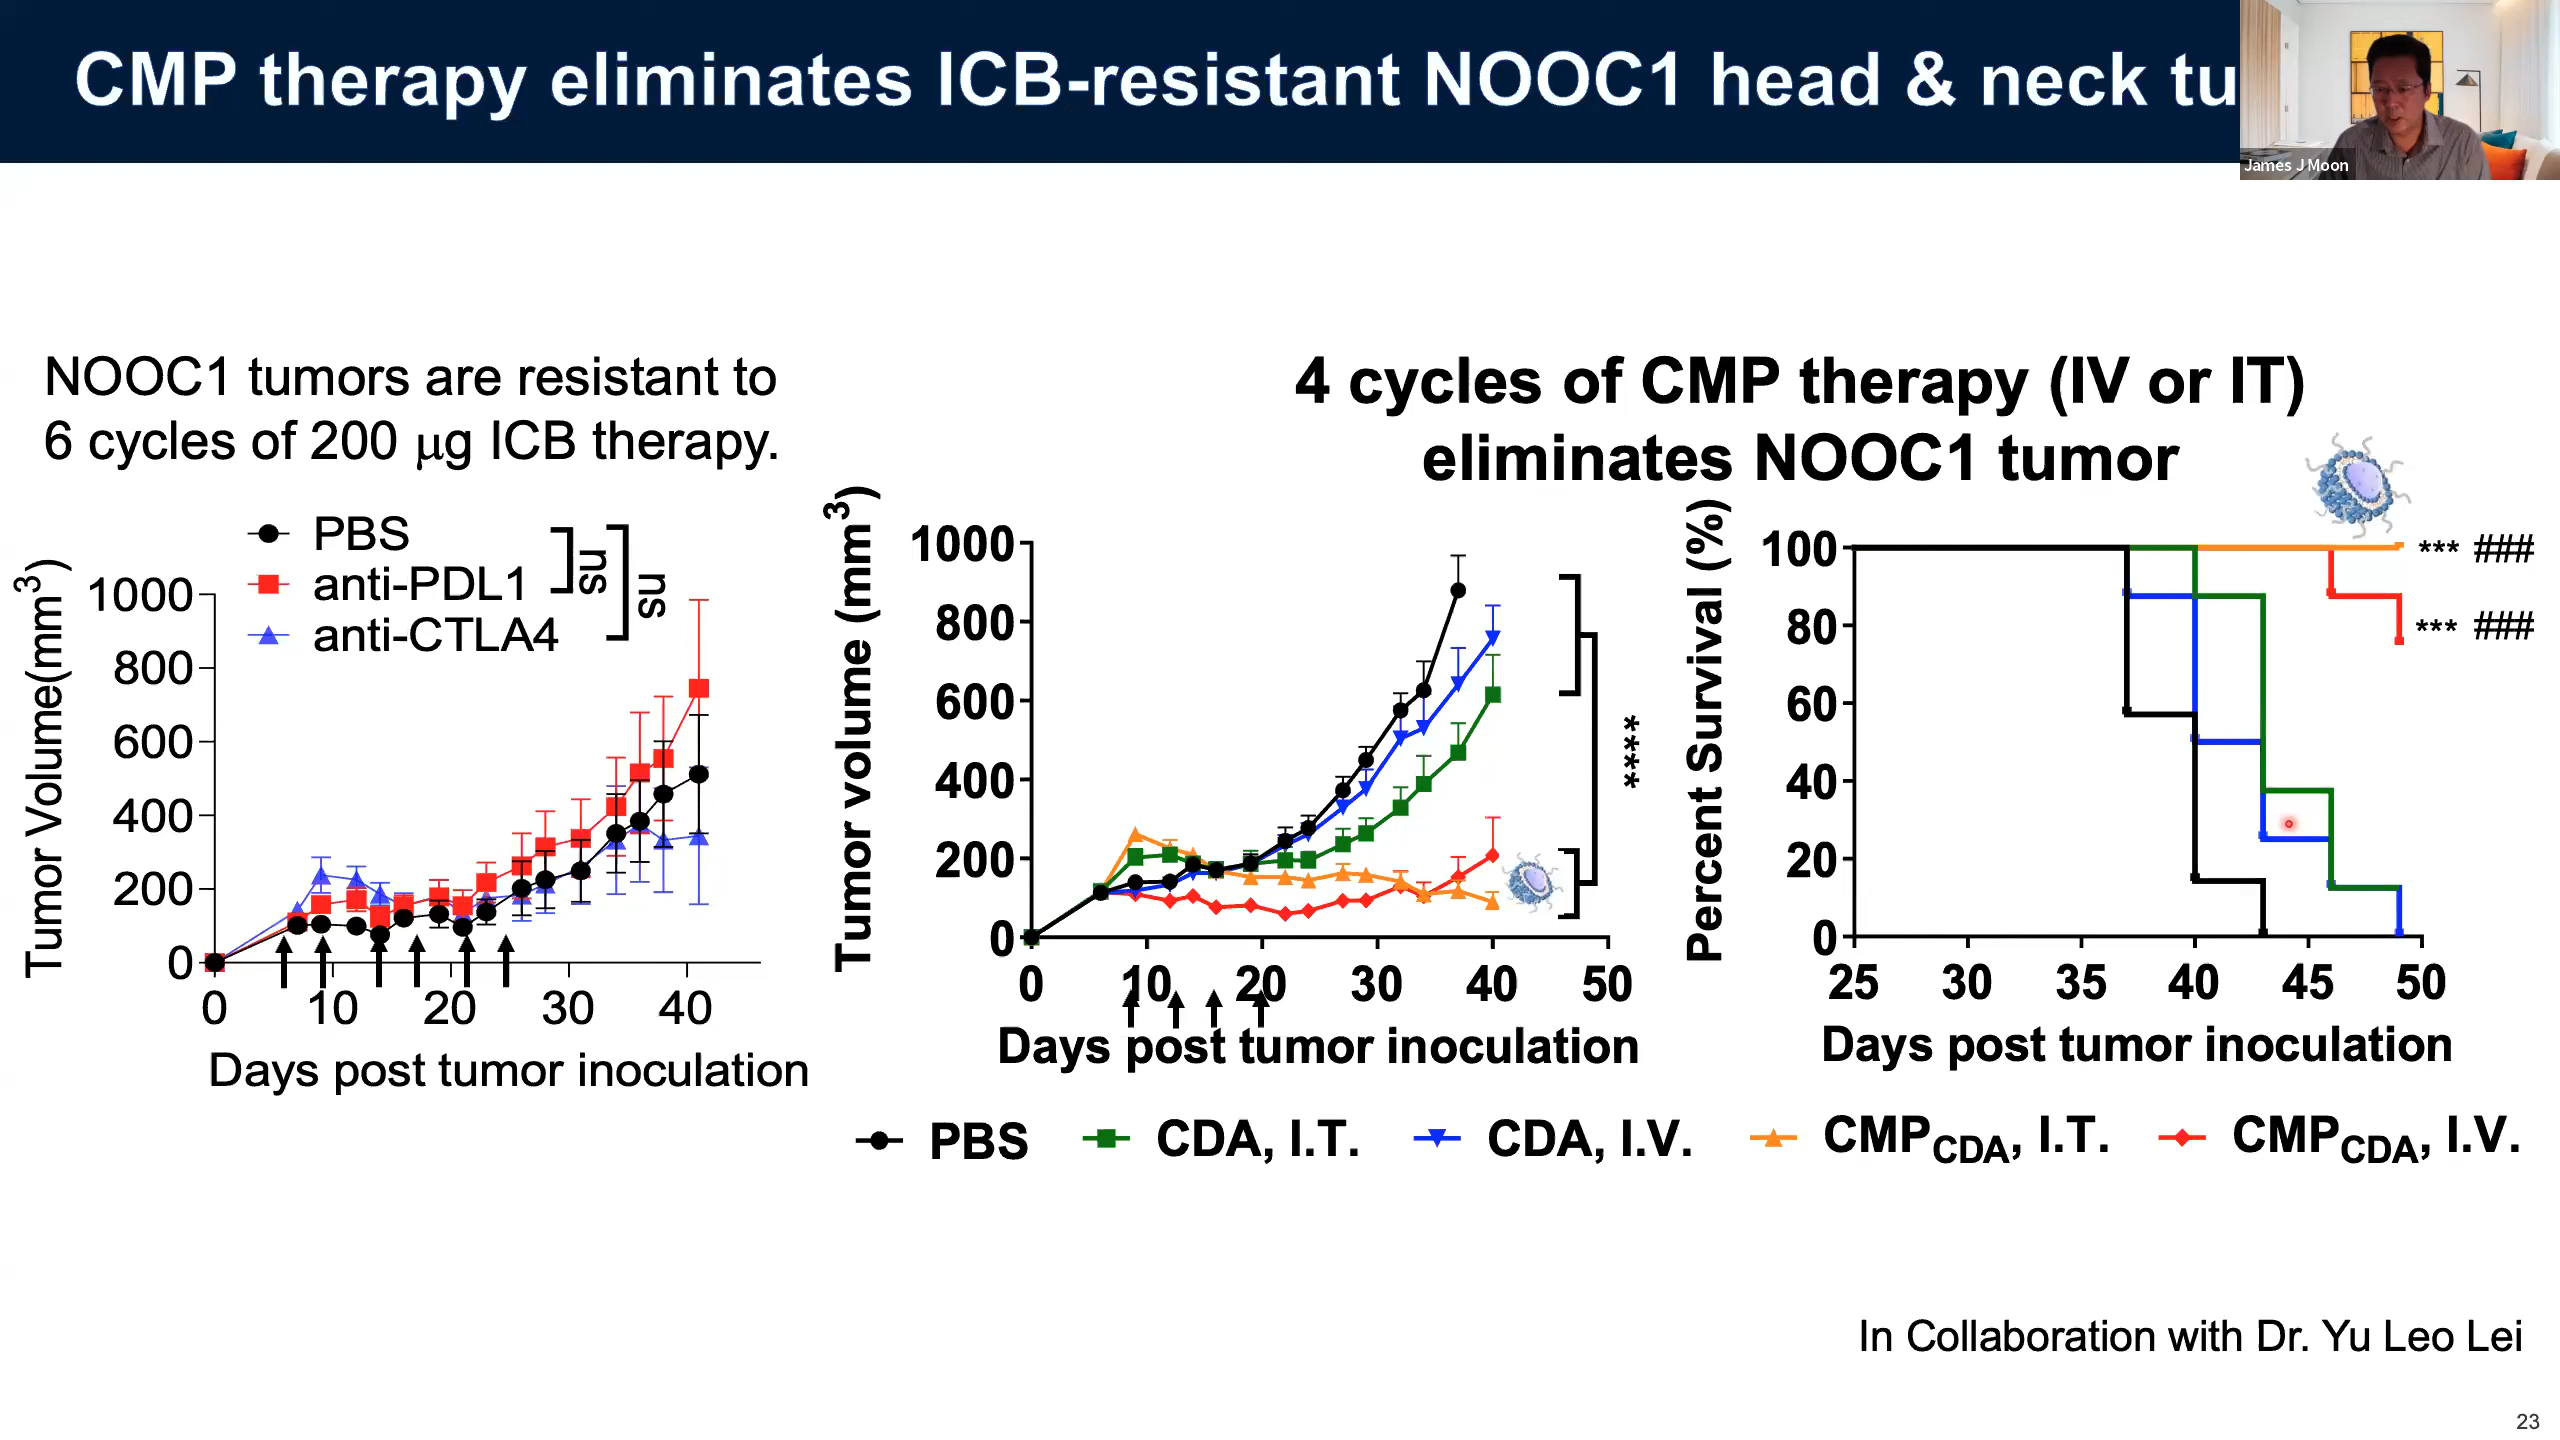 CMP therapy eliminates ICB-resistant NOOC1 head & neck tu
James J Moon
NOOC1 tumors are resistant to
6 cycles of 200 μg ICB therapy.
PBS
anti-PDL1
anti-CTLA4
ns
ns
Tumor Volume(mm3)
1000
800
600
400
200
0
0 10 20 30 40
Days post tumor inoculation
4 cycles of CMP therapy (IV or IT)
eliminates NOOC1 tumor
Tumor volume (mm3)
1000
800
600
400
200
0
0 10 20 30 40 50
Days post tumor inoculation
****
Percent Survival (%)
100
80
60
40
20
0
25 30 35 40 45 50
Days post tumor inoculation
*** ###
*** ###
PBS CDA, I.T. CDA, I.V. CMPCDA, I.T. CMPCDA, I.V.
In Collaboration with Dr. Yu Leo Lei
23